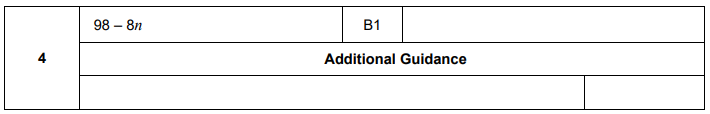 98 – 8n B1
4
Additional Guidance